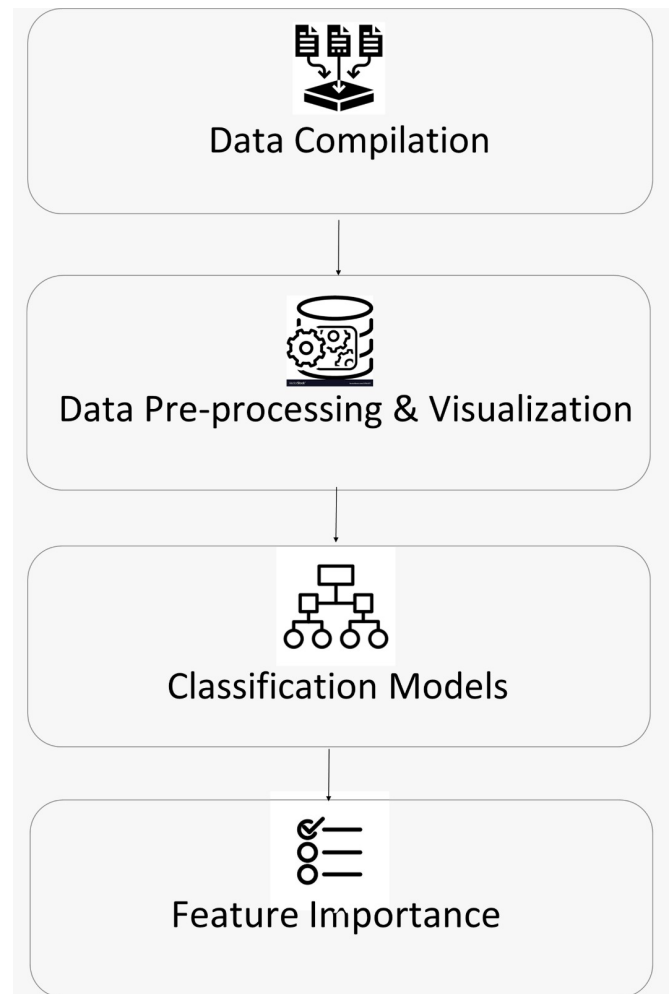 Data Compilation
Data Pre-processing & Visualization
Classification Models
Feature Importance